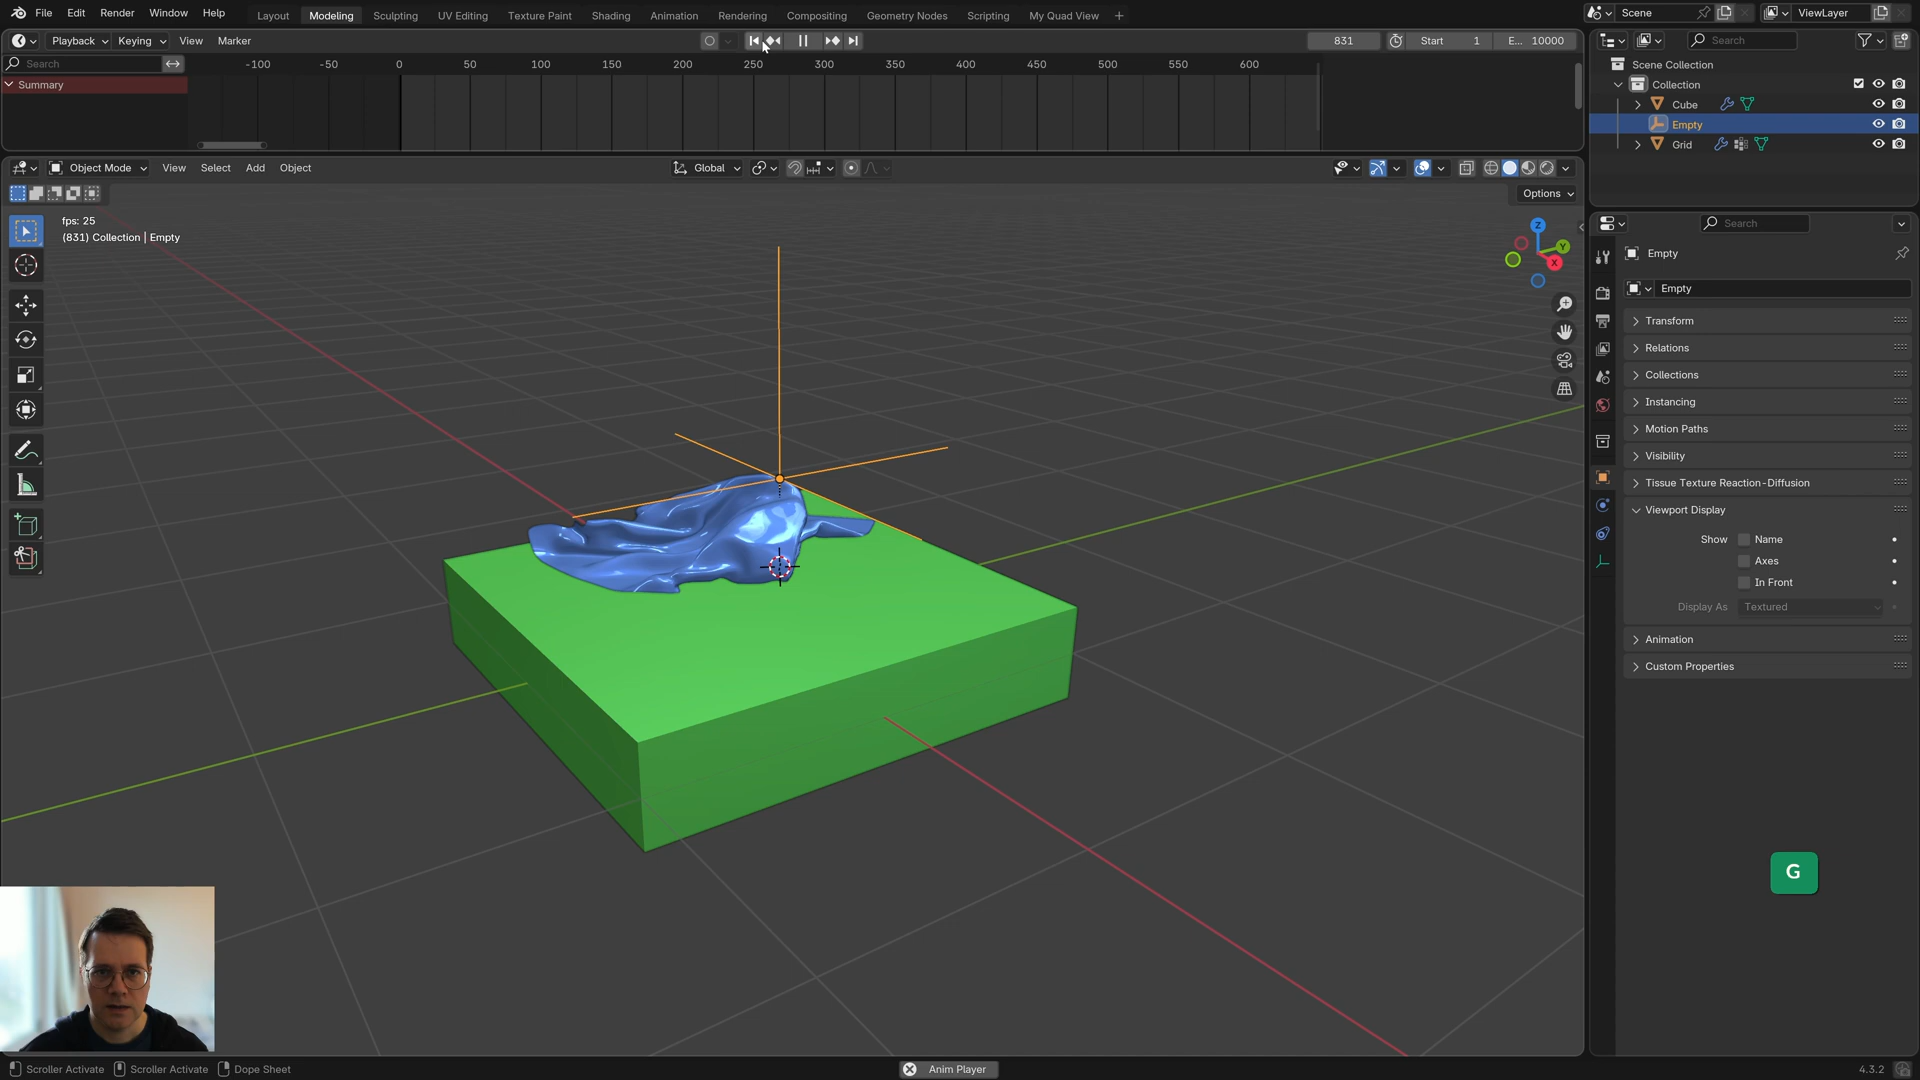 File Edit Render Window Help
Layout Modeling Sculpting UV Editing Texture Paint Shading Animation Rendering Compositing Geometry Nodes Scripting My Quad View +
Scene
ViewLayer
Playback Keying View Marker
831 Start 1 E... 10000
Search
-100 -50 0 50 100 150 200 250 300 350 400 450 500 550 600
Summary
Object Mode View Select Add Object
Global
Options
fps: 25
(831) Collection | Empty
Z
Y
X
Search
Scene Collection
Collection
Cube
Empty
Grid
Search
Empty
Empty
Transform
Relations
Collections
Instancing
Motion Paths
Visibility
Tissue Texture Reaction-Diffusion
Viewport Display
Show Name
Axes
In Front
Display As Textured
Animation
Custom Properties
G
Scroller Activate Scroller Activate Dope Sheet
Anim Player
4.3.2